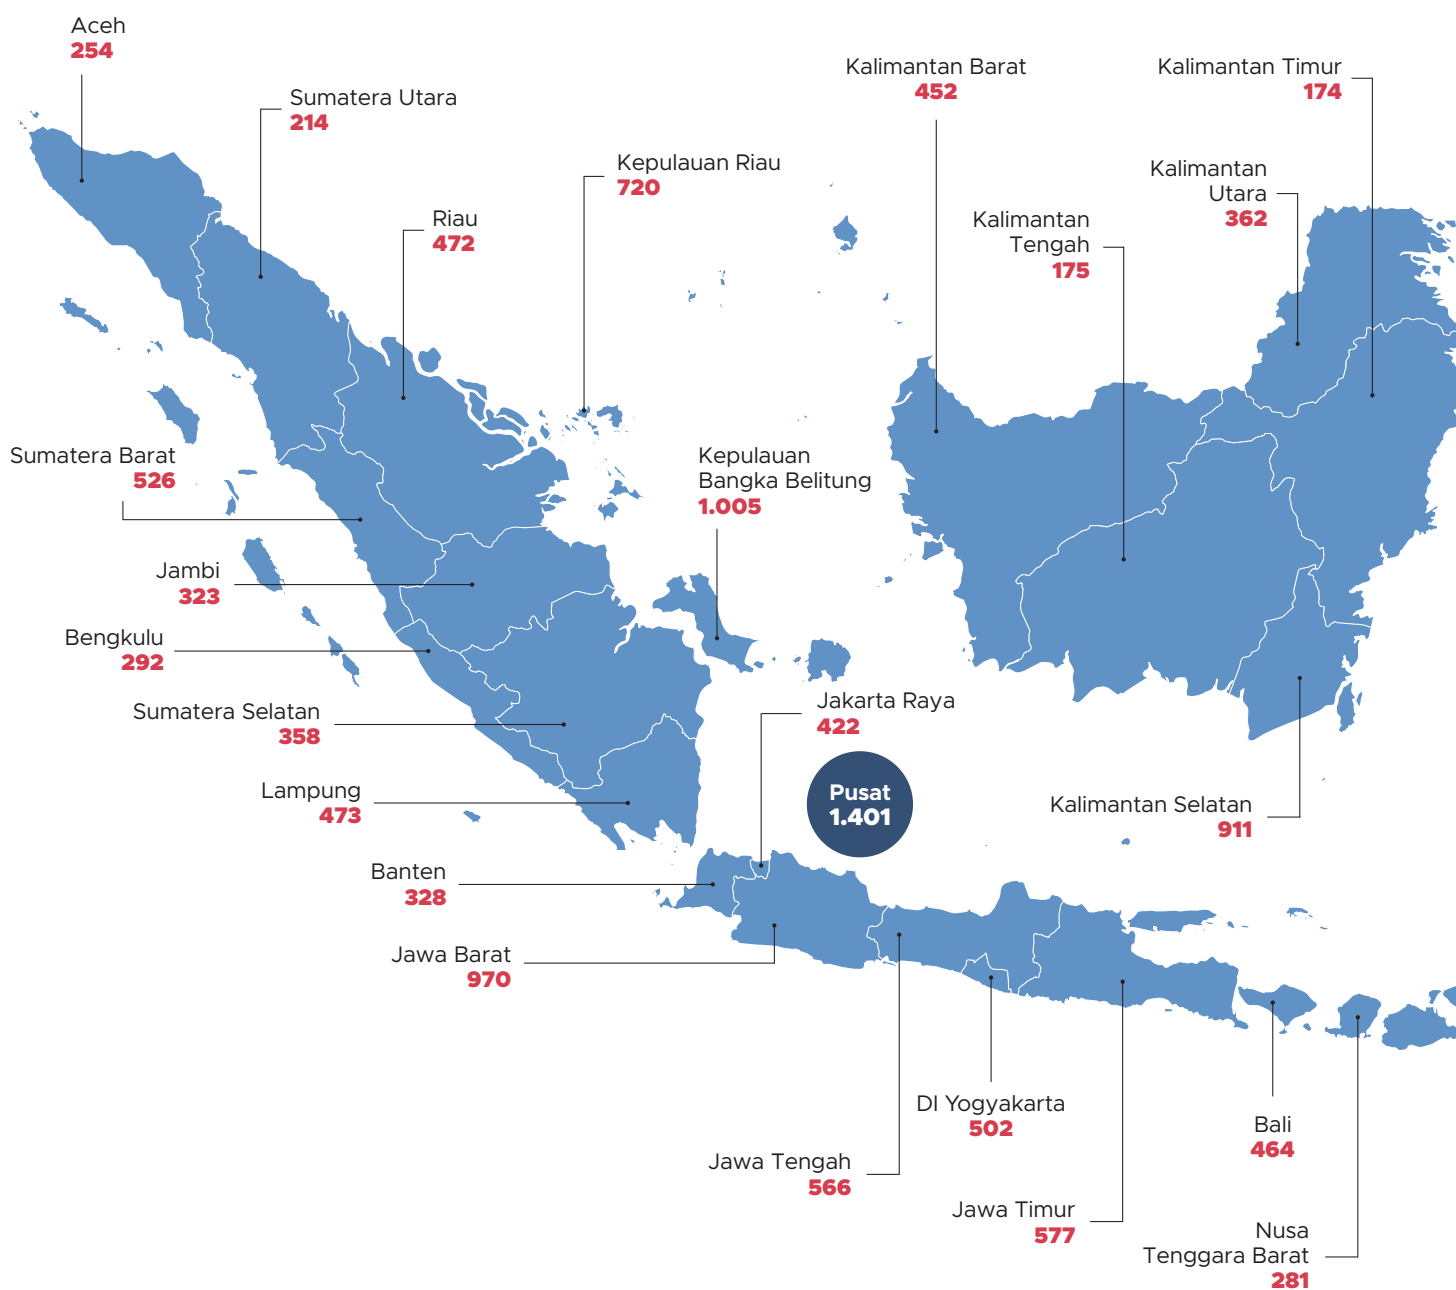 Aceh
254
Sumatera Utara
214
Kepulauan Riau
720
Riau
472
Kalimantan Barat
452
Kalimantan Timur
174
Kalimantan
Utara
362
Kalimantan
Tengah
175
Sumatera Barat
526
Kepulauan
Bangka Belitung
1.005
Jambi
323
Bengkulu
292
Sumatera Selatan
358
Lampung
473
Jakarta Raya
422
Pusat
1.401
Kalimantan Selatan
911
Banten
328
Jawa Barat
970
DI Yogyakarta
502
Bali
464
Jawa Tengah
566
Jawa Timur
577
Nusa
Tenggara Barat
281